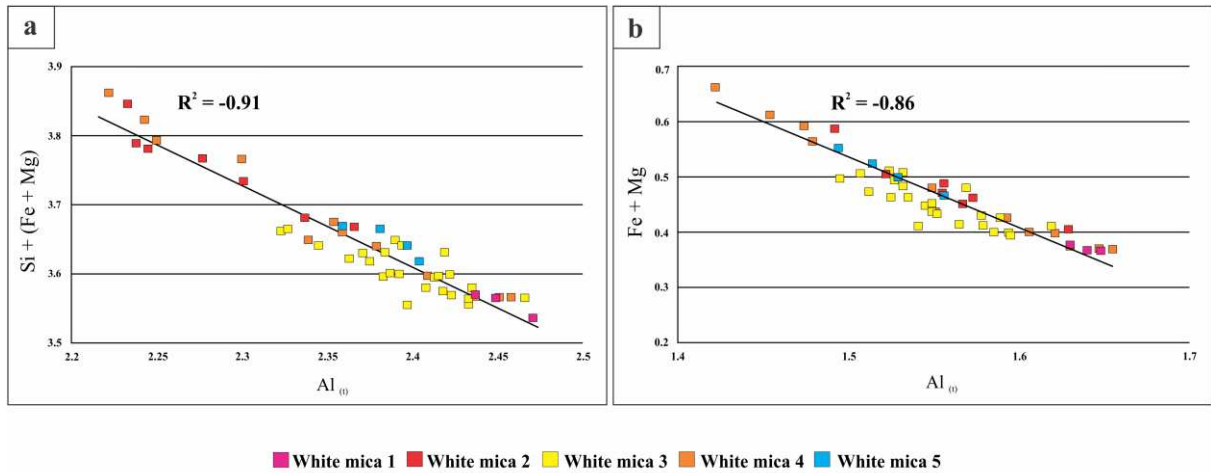 a
R² = -0.91
Si + (Fe + Mg)
3.9
3.8
3.7
3.6
3.5
2.2
2.25
2.3
2.35
2.4
2.45
2.5
Al (t)
b
R² = -0.86
Fe + Mg
0.7
0.6
0.5
0.4
0.3
0.2
1.4
1.5
1.6
1.7
Al (t)
White mica 1 White mica 2 White mica 3 White mica 4 White mica 5